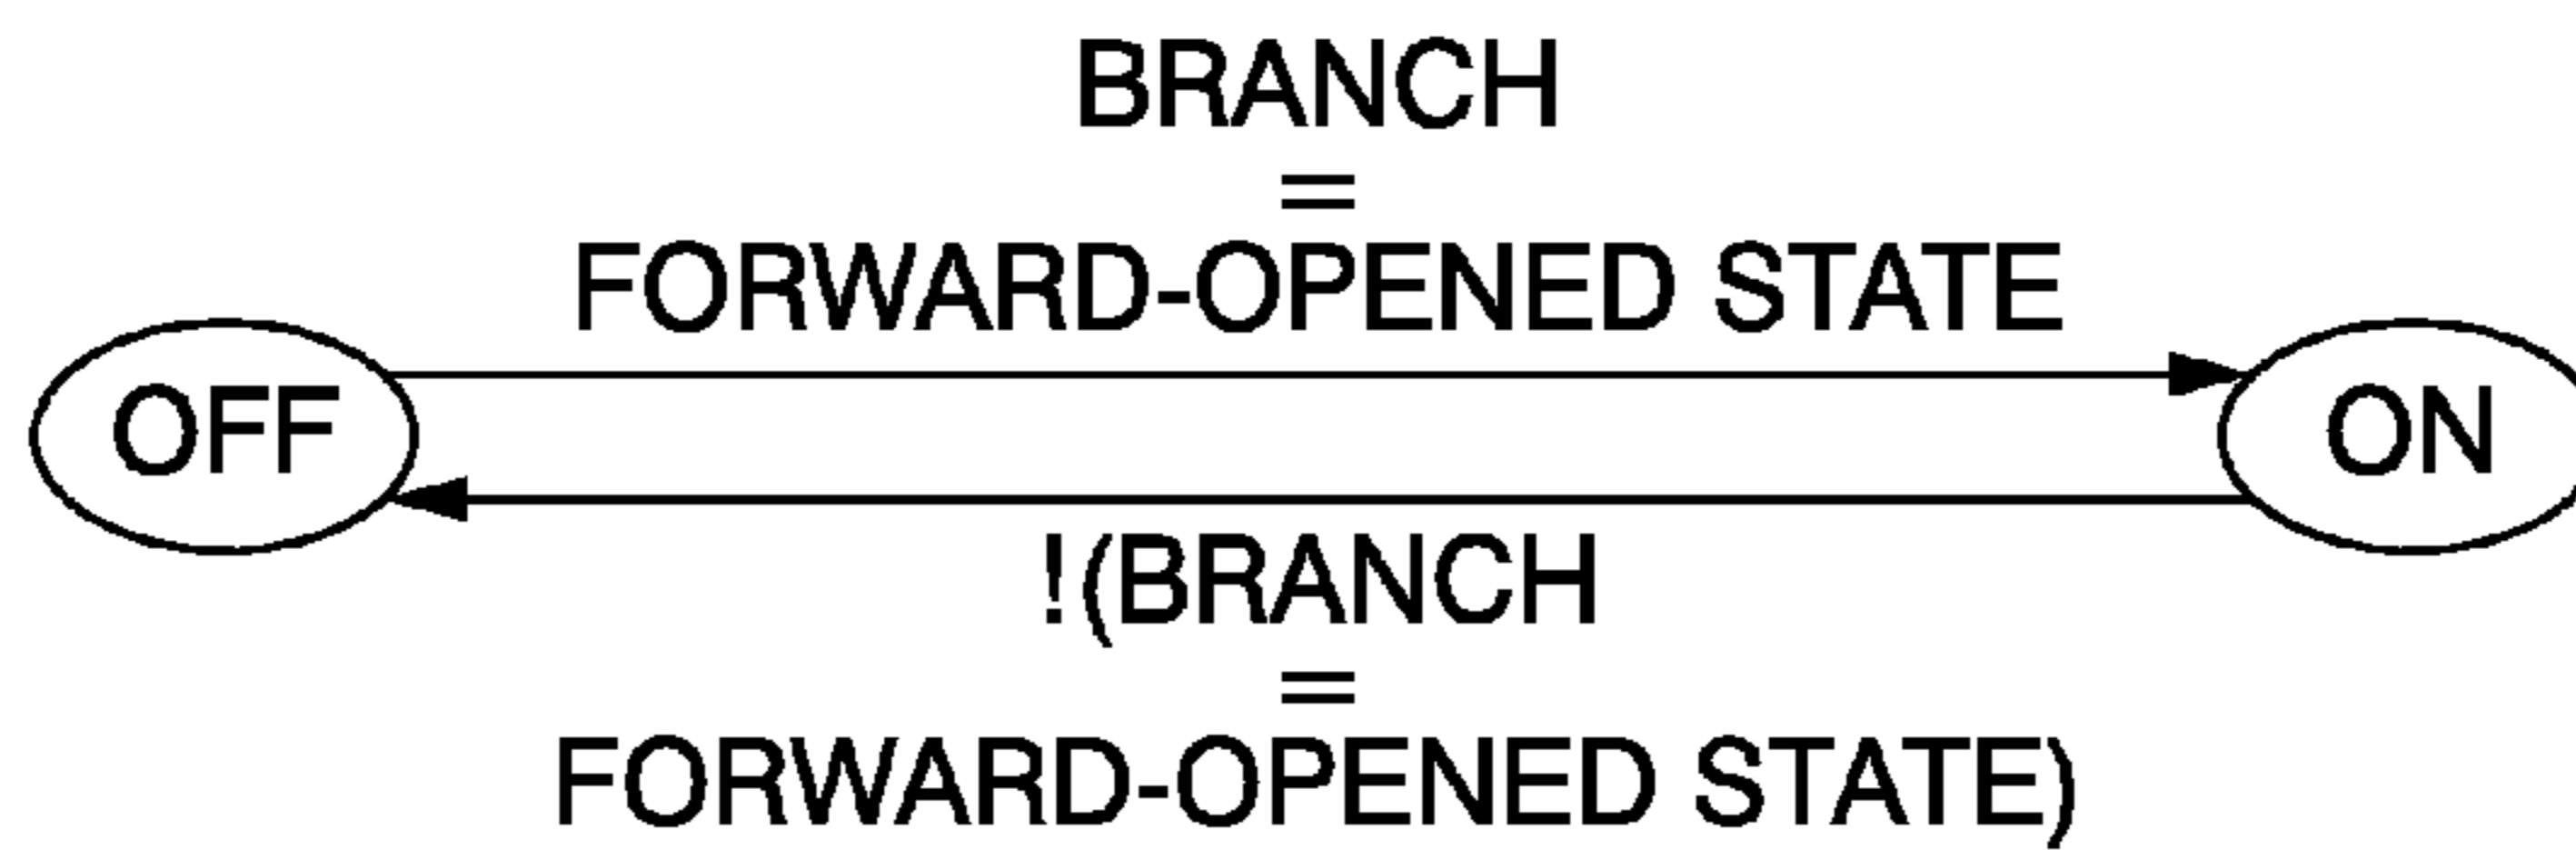 BRANCH
=
FORWARD-OPENED STATE
OFF
ON
!(BRANCH
=
FORWARD-OPENED STATE)